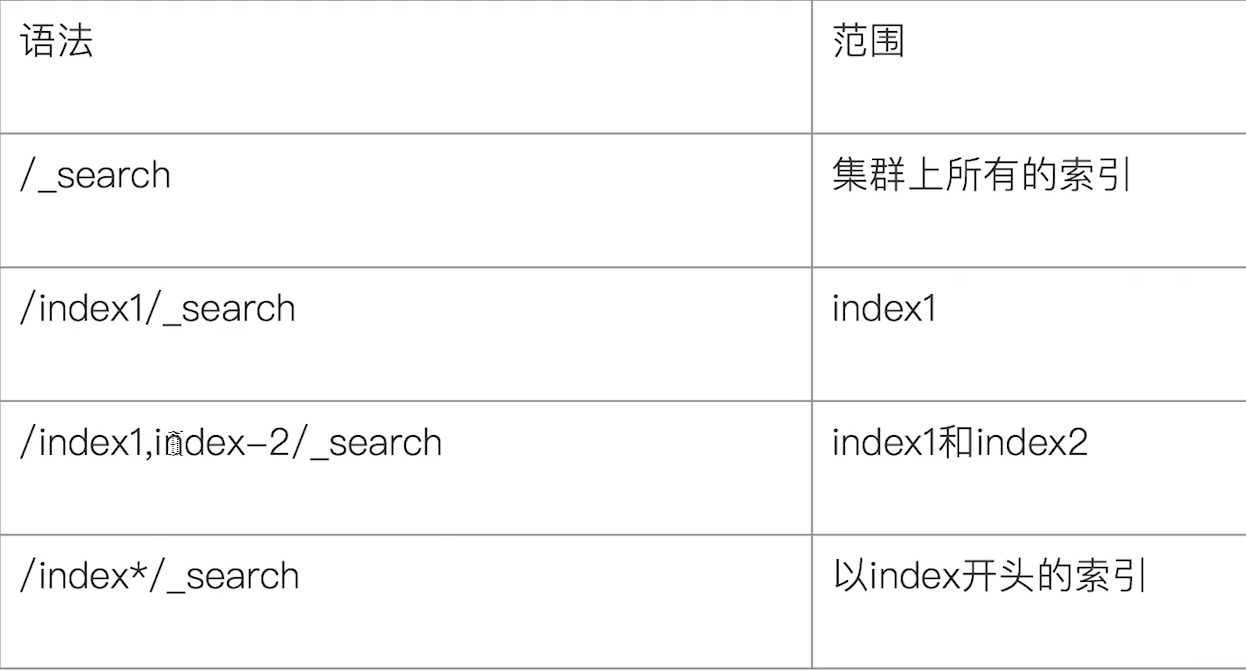 语法
范围
/_search
集群上所有的索引
/index1/_search
index1
/index1,index-2/_search
index1和index2
/index*/_search
以index开头的索引